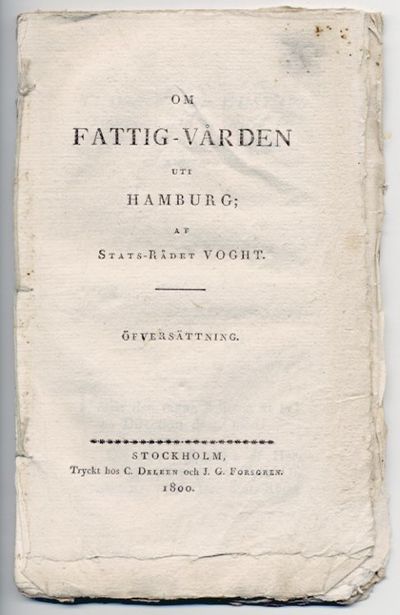 OM
FATTIG-VÅRDEN
UTI
HAMBURG;
AF
STATS-RÅDET VOGHT.
ÖFVERSÄTTNING.
STOCKHOLM,
Tryckt hos C. DELEEN och J. G. FORSGREN.
1800.